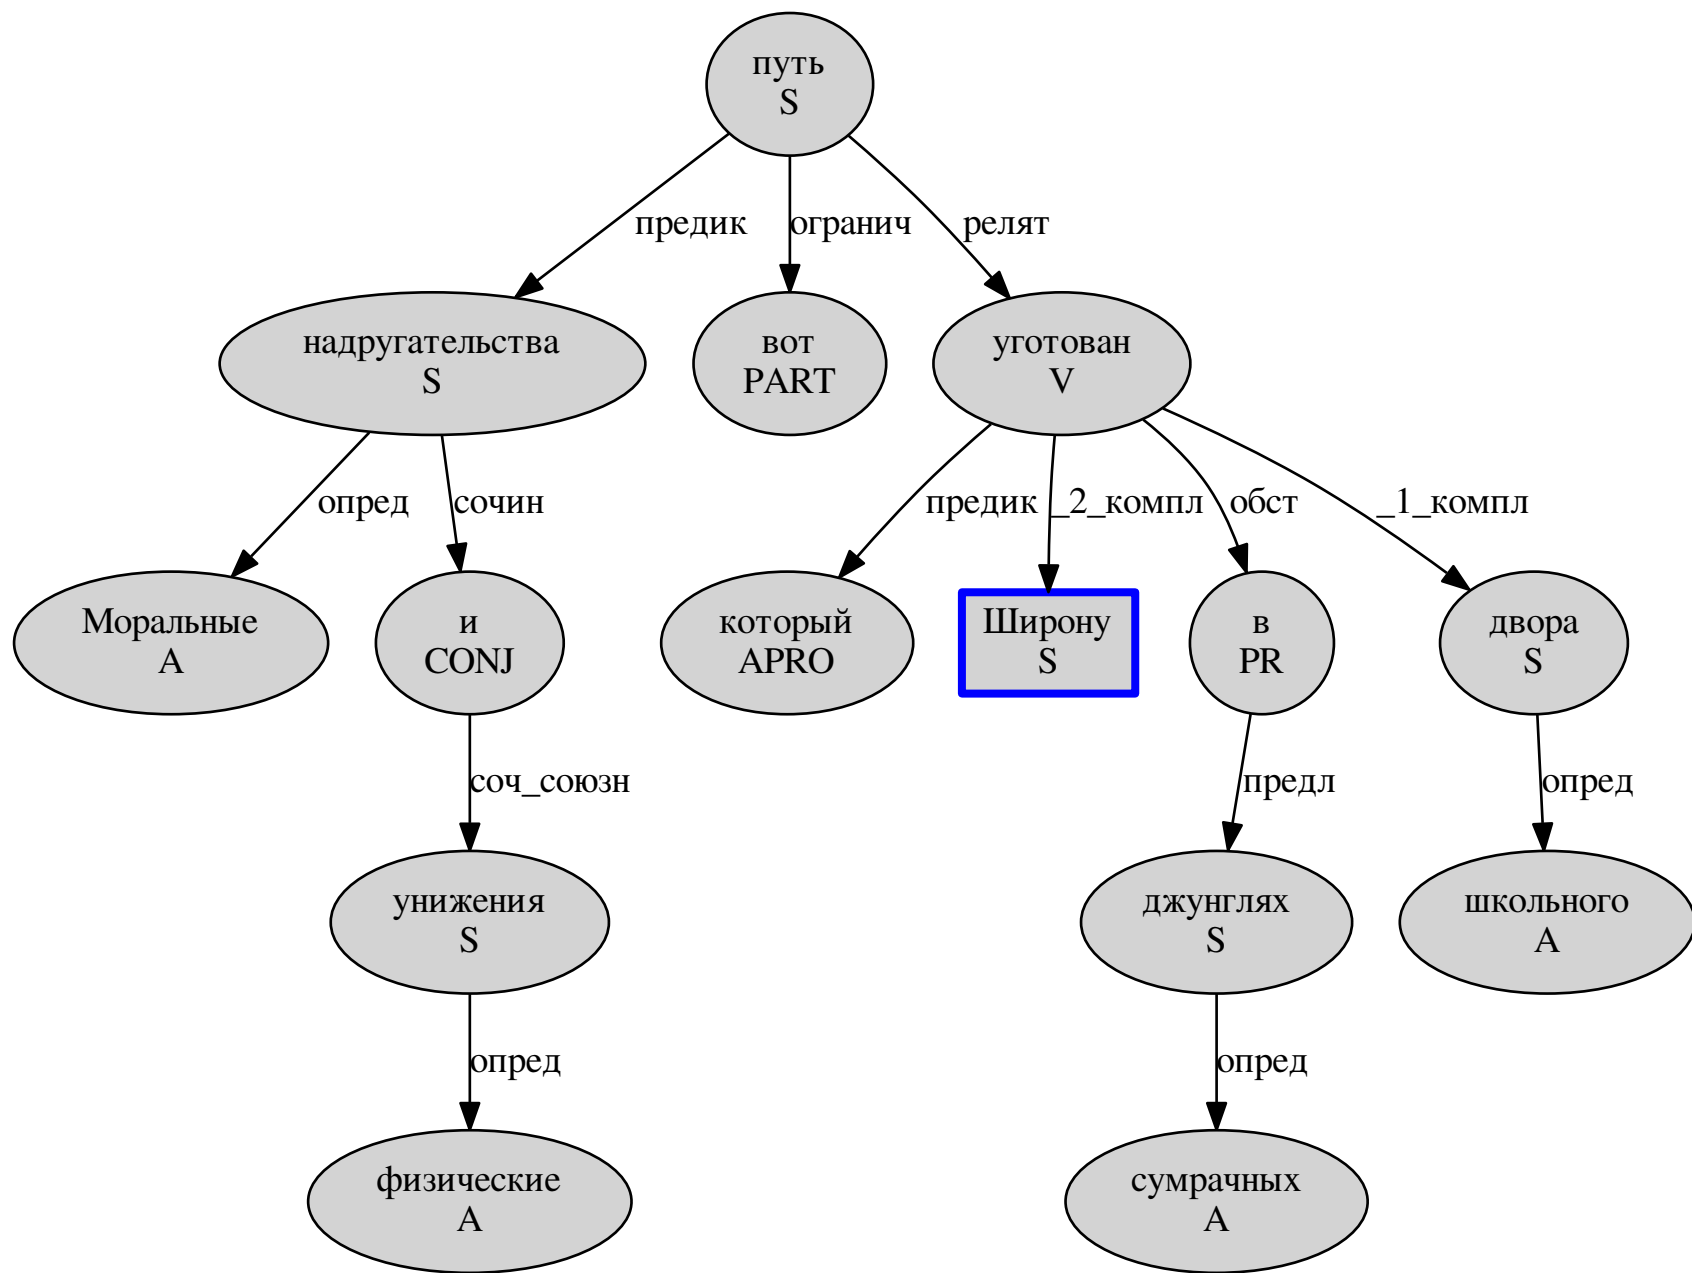 путь
S
предик
огранич
релят
надругательства
S
вот
PART
уготован
V
опред
сочин
предик
_2_компл
обст
_1_компл
Моральные
A
и
CONJ
который
APRO
Широну
S
в
PR
двора
S
соч_союзн
предл
опред
унижения
S
джунглях
S
школьного
A
опред
опред
физические
A
сумрачных
A